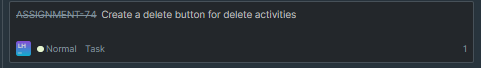 ASSIGNMENT-74 Create a delete button for delete activities
LH Normal Task 1